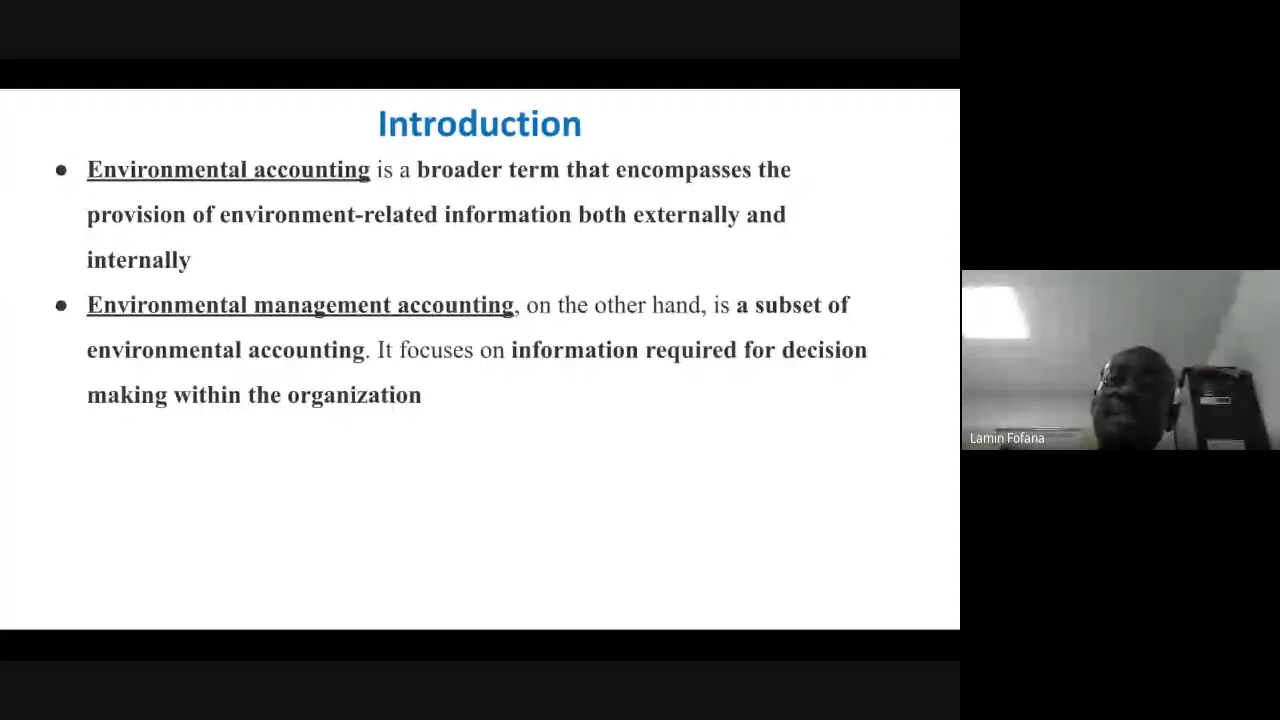 Introduction
● Environmental accounting is a broader term that encompasses the
provision of environment-related information both externally and
internally
● Environmental management accounting, on the other hand, is a subset of
environmental accounting. It focuses on information required for decision
making within the organization
Lamin Fofana